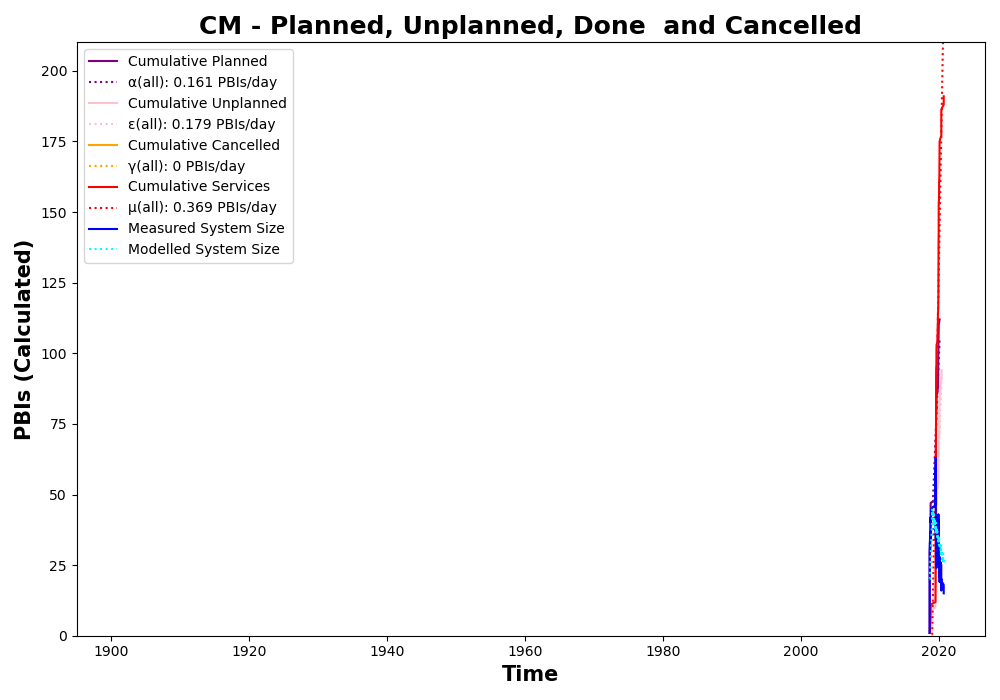 CM - Planned, Unplanned, Done  and Cancelled
Cumulative Planned
α(all): 0.161 PBIs/day
Cumulative Unplanned
ε(all): 0.179 PBIs/day
Cumulative Cancelled
γ(all): 0 PBIs/day
Cumulative Services
μ(all): 0.369 PBIs/day
Measured System Size
Modelled System Size
PBIs (Calculated)
200
175
150
125
100
75
50
25
0
1900 1920 1940 1960 1980 2000 2020
Time